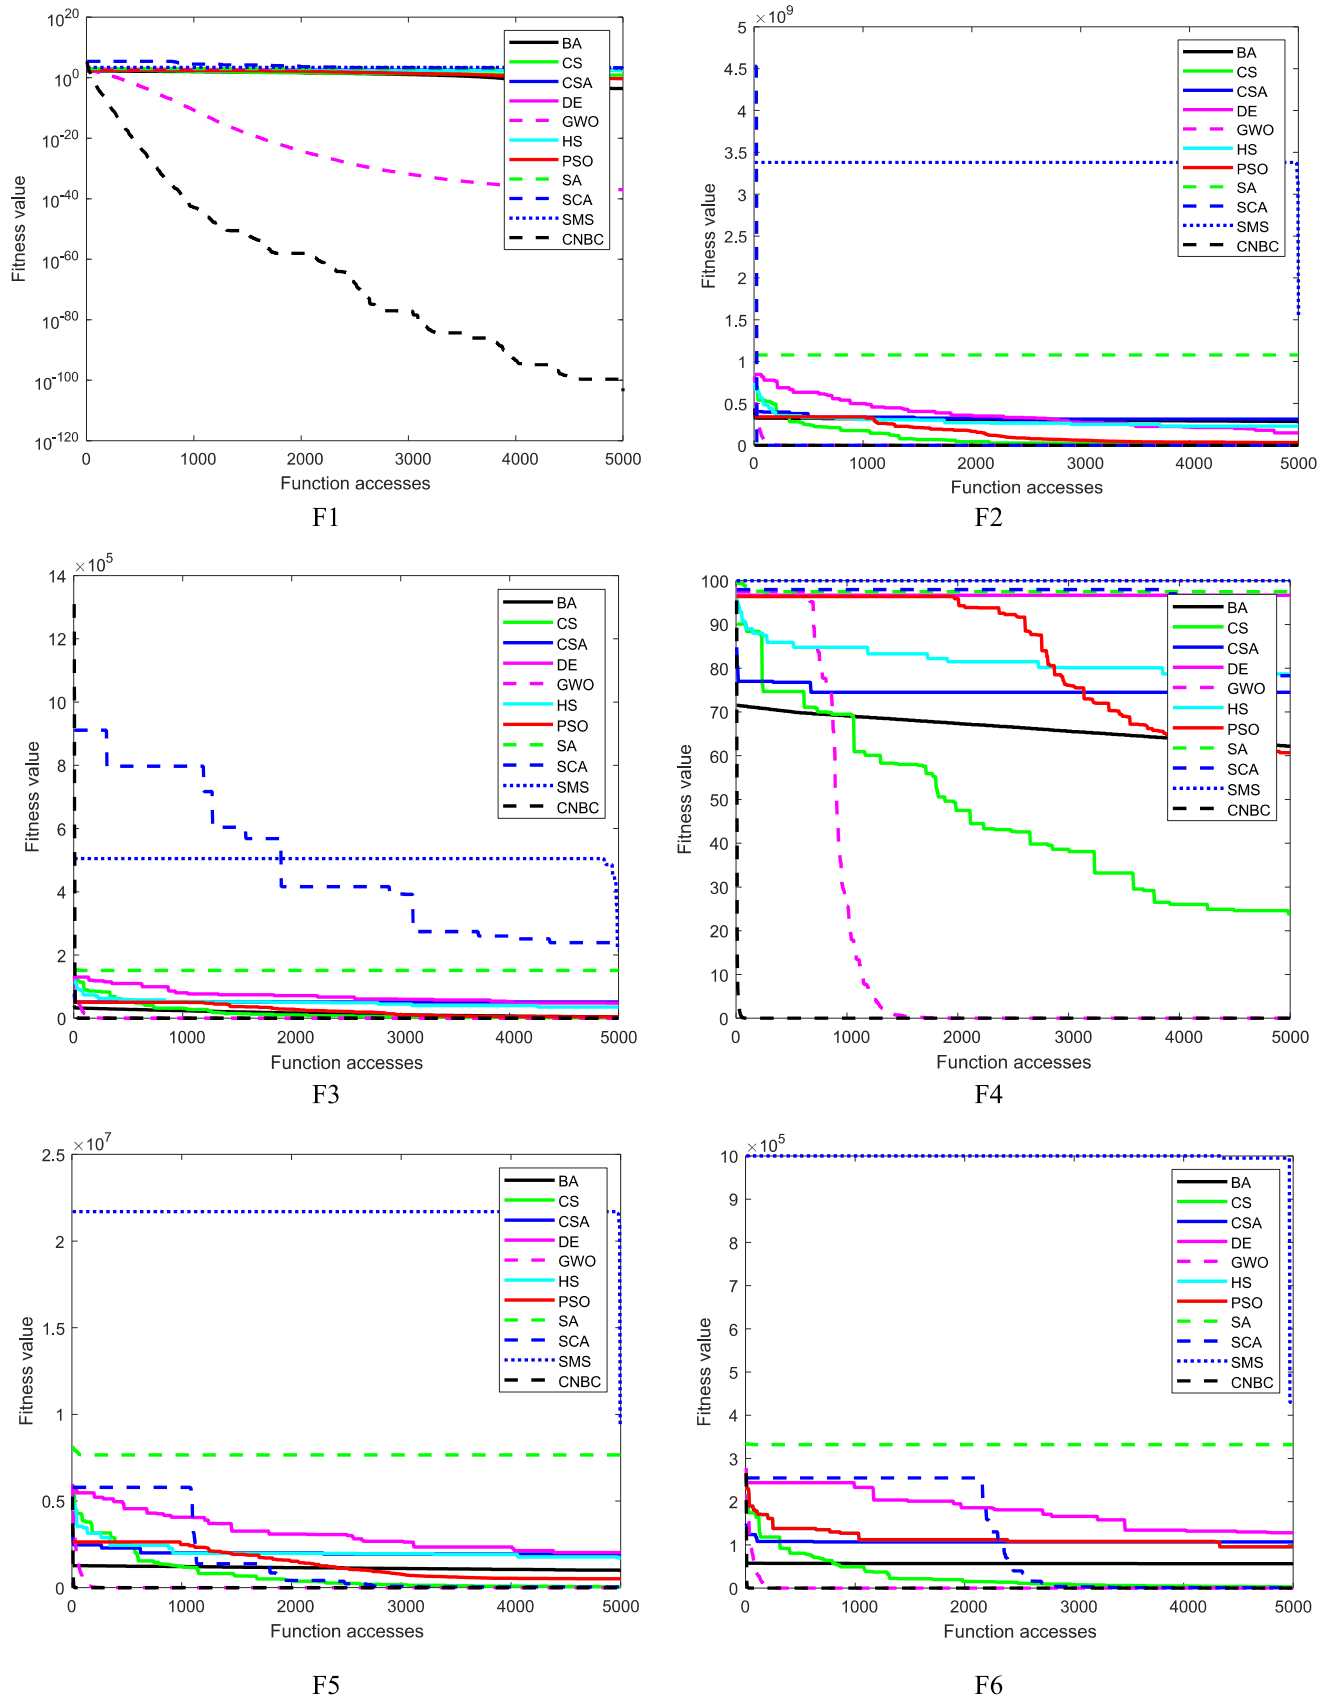 10^20
10^0
10^-20
10^-40
10^-60
10^-80
10^-100
10^-120
Fitness value
0 1000 2000 3000 4000 5000
Function accesses
BA
CS
CSA
DE
GWO
HS
PSO
SA
SCA
SMS
CNBC
F1
×10^9
5
4.5
4
3.5
3
2.5
2
1.5
1
0.5
0
Fitness value
0 1000 2000 3000 4000 5000
Function accesses
BA
CS
CSA
DE
GWO
HS
PSO
SA
SCA
SMS
CNBC
F2
×10^5
14
12
10
8
6
4
2
0
Fitness value
0 1000 2000 3000 4000 5000
Function accesses
BA
CS
CSA
DE
GWO
HS
PSO
SA
SCA
SMS
CNBC
F3
100
90
80
70
60
50
40
30
20
10
0
Fitness value
0 1000 2000 3000 4000 5000
Function accesses
BA
CS
CSA
DE
GWO
HS
PSO
SA
SCA
SMS
CNBC
F4
×10^7
2.5
2
1.5
1
0.5
0
Fitness value
0 1000 2000 3000 4000 5000
Function accesses
BA
CS
CSA
DE
GWO
HS
PSO
SA
SCA
SMS
CNBC
F5
×10^5
10
9
8
7
6
5
4
3
2
1
0
Fitness value
0 1000 2000 3000 4000 5000
Function accesses
BA
CS
CSA
DE
GWO
HS
PSO
SA
SCA
SMS
CNBC
F6